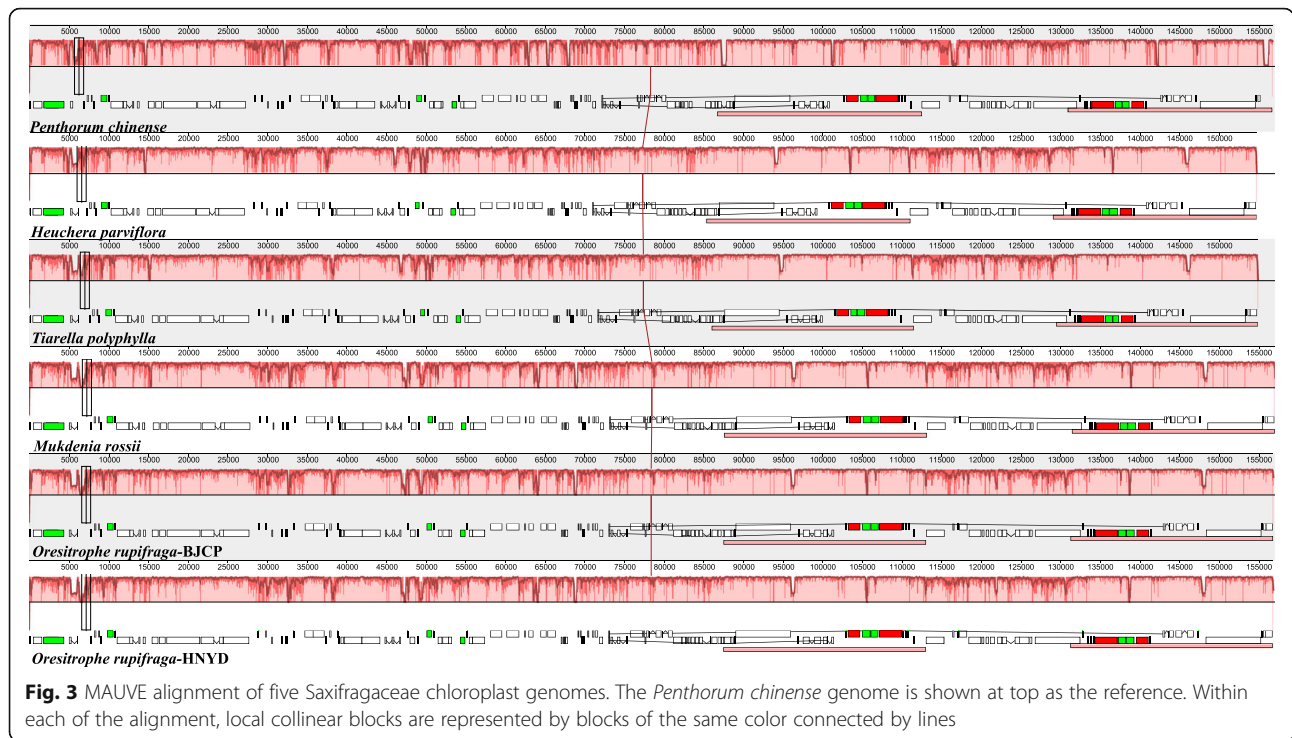 5000 10000 15000 20000 25000 30000 35000 40000 45000 50000 55000 60000 65000 70000 75000 80000 85000 90000 95000 100000 105000 110000 115000 120000 125000 130000 135000 140000 145000 150000 155000
Penthorum chinense
5000 10000 15000 20000 25000 30000 35000 40000 45000 50000 55000 60000 65000 70000 75000 80000 85000 90000 95000 100000 105000 110000 115000 120000 125000 130000 135000 140000 145000 150000
Heuchera parviflora
5000 10000 15000 20000 25000 30000 35000 40000 45000 50000 55000 60000 65000 70000 75000 80000 85000 90000 95000 100000 105000 110000 115000 120000 125000 130000 135000 140000 145000 150000
Tiarella polyphylla
5000 10000 15000 20000 25000 30000 35000 40000 45000 50000 55000 60000 65000 70000 75000 80000 85000 90000 95000 100000 105000 110000 115000 120000 125000 130000 135000 140000 145000 150000 155000
Mukdenia rossii
5000 10000 15000 20000 25000 30000 35000 40000 45000 50000 55000 60000 65000 70000 75000 80000 85000 90000 95000 100000 105000 110000 115000 120000 125000 130000 135000 140000 145000 150000 155000
Oresitrophe rupifraga-BJCP
5000 10000 15000 20000 25000 30000 35000 40000 45000 50000 55000 60000 65000 70000 75000 80000 85000 90000 95000 100000 105000 110000 115000 120000 125000 130000 135000 140000 145000 150000 155000
Oresitrophe rupifraga-HNYD
Fig. 3 MAUVE alignment of five Saxifragaceae chloroplast genomes. The Penthorum chinense genome is shown at top as the reference. Within
each of the alignment, local collinear blocks are represented by blocks of the same color connected by lines